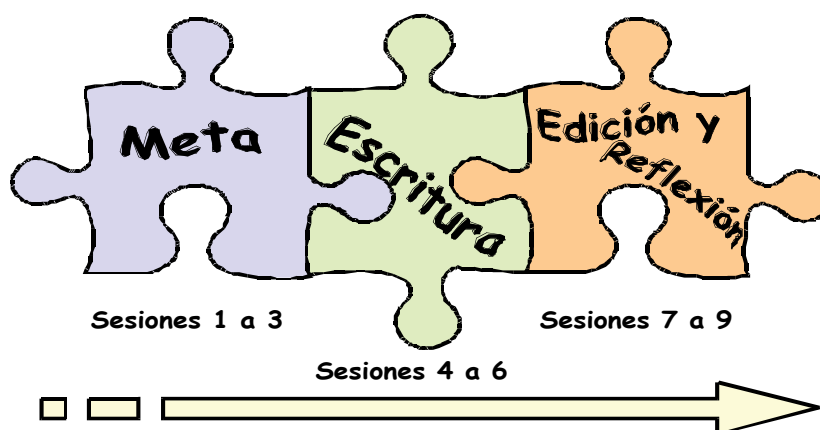 Meta
Escritura
Edición y
Reflexión
Sesiones 1 a 3
Sesiones 4 a 6
Sesiones 7 a 9